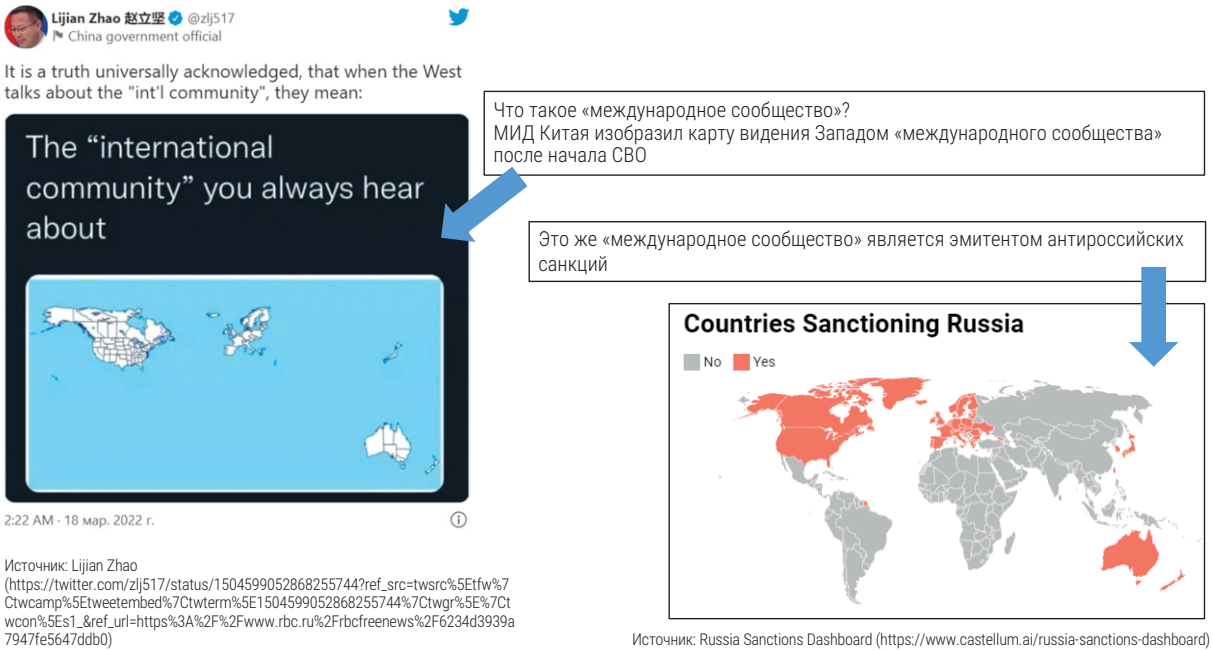 Lijian Zhao 赵立坚 @zlj517
China government official
It is a truth universally acknowledged, that when the West
talks about the "int'l community", they mean:
The “international
community” you always hear
about
2:22 AM · 18 мар. 2022 г.
Источник: Lijian Zhao
(https://twitter.com/zlj517/status/1504599052868255744?ref_src=twsrc%5Etfw%7
Ctwcamp%5Etweetembed%7Ctwterm%5E1504599052868255744%7Ctwgr%5E%7Ct
wcon%5Es1_&ref_url=https%3A%2F%2Fwww.rbc.ru%2Frbcfreenews%2F6234d3939a
7947fe5647ddb0)
Что такое «международное сообщество»?
МИД Китая изобразил карту видения Западом «международного сообщества»
после начала СВО
Это же «международное сообщество» является эмитентом антироссийских
санкций
Countries Sanctioning Russia
No Yes
Источник: Russia Sanctions Dashboard (https://www.castellum.ai/russia-sanctions-dashboard)